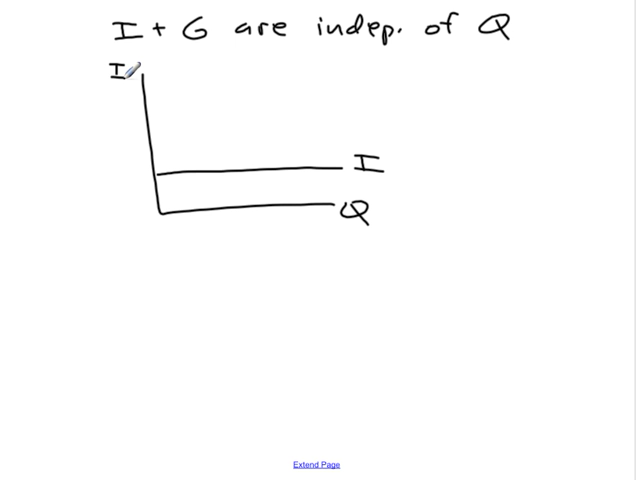 I + G are indep. of Q
I
I
Q
Extend Page